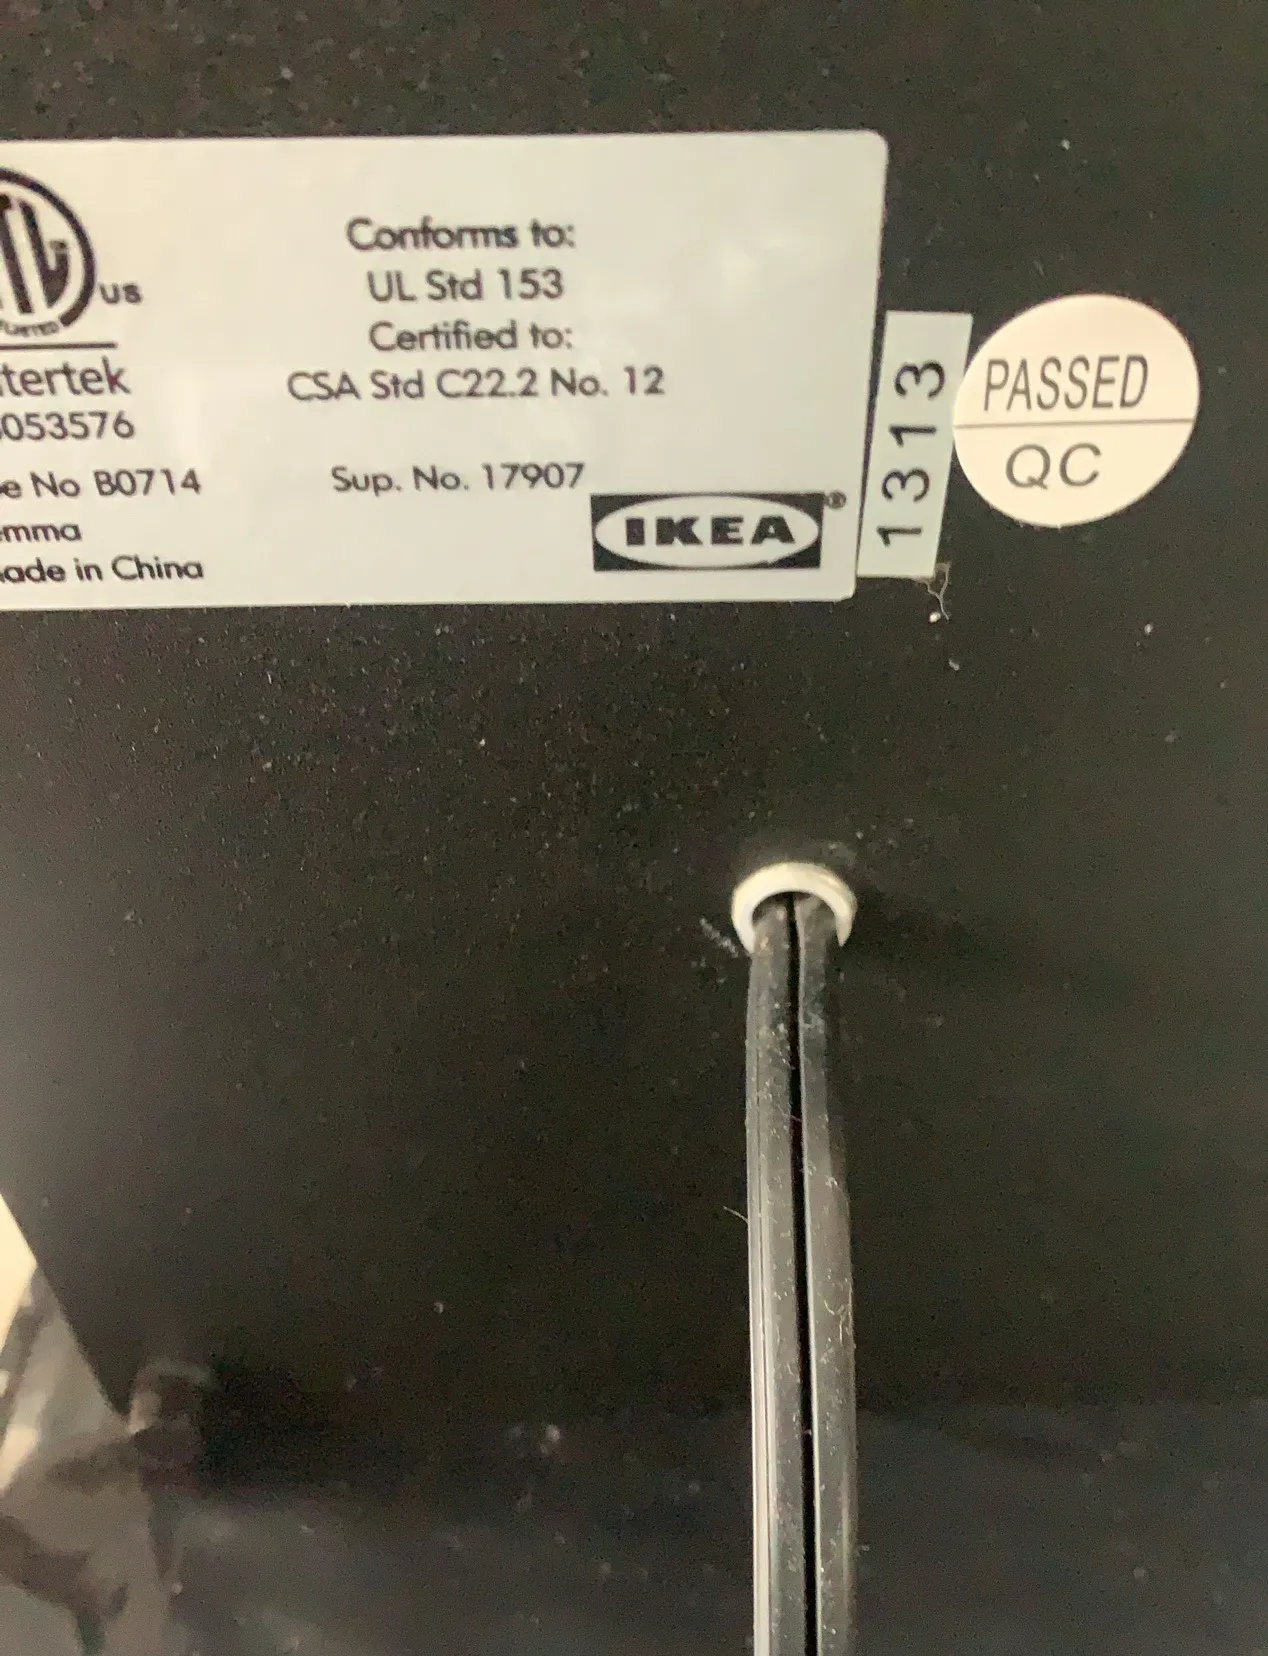 US
LISTED
tertek
053576
e No B0714
mma
ade in China
Conforms to:
UL Std 153
Certified to:
CSA Std C22.2 No. 12
Sup. No. 17907
IKEA®
1313
PASSED
QC